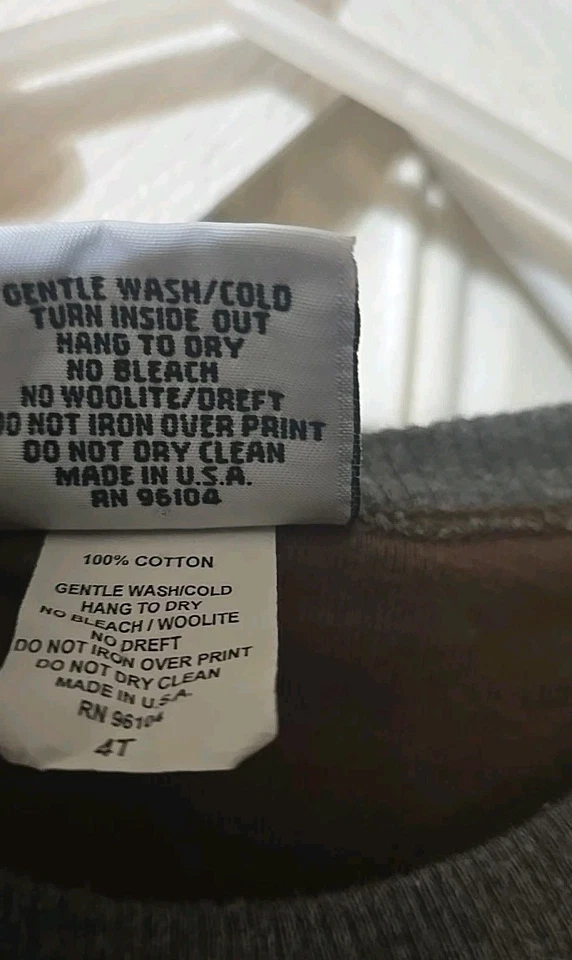 GENTLE WASH/COLD
TURN INSIDE OUT
HANG TO DRY
NO BLEACH
NO WOOLITE/DREFT
DO NOT IRON OVER PRINT
DO NOT DRY CLEAN
MADE IN U.S.A.
RN 96104
100% COTTON
GENTLE WASH/COLD
HANG TO DRY
NO BLEACH / WOOLITE
NO DREFT
DO NOT IRON OVER PRINT
DO NOT DRY CLEAN
MADE IN U.S.A.
RN 96104
4T